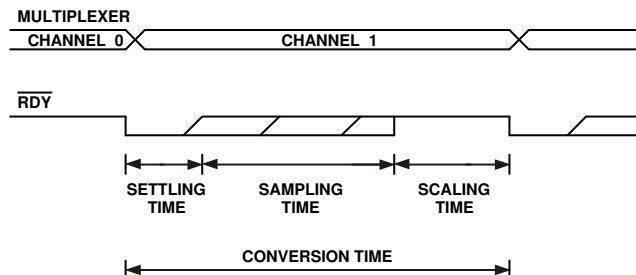 MULTIPLEXER
CHANNEL 0
CHANNEL 1
RDY
SETTLING TIME
SAMPLING TIME
SCALING TIME
CONVERSION TIME